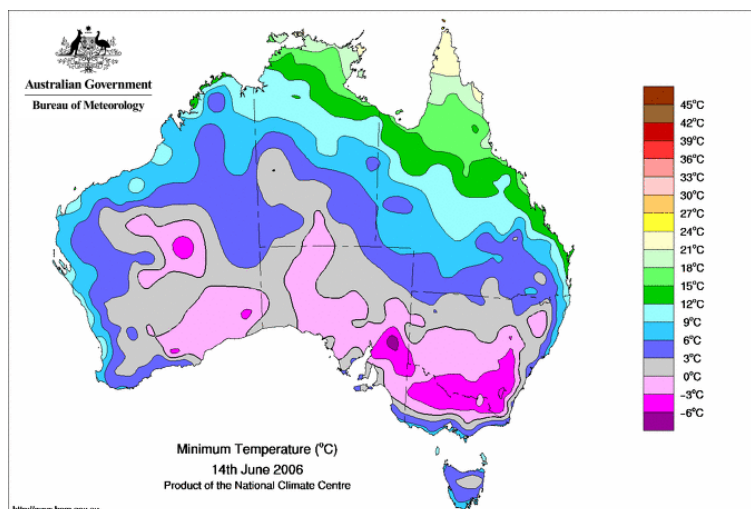 Australian Government
Bureau of Meteorology
45°C
42°C
39°C
36°C
33°C
30°C
27°C
24°C
21°C
18°C
15°C
12°C
9°C
6°C
3°C
0°C
−3°C
−6°C
Minimum Temperature (°C)
14th June 2006
Product of the National Climate Centre